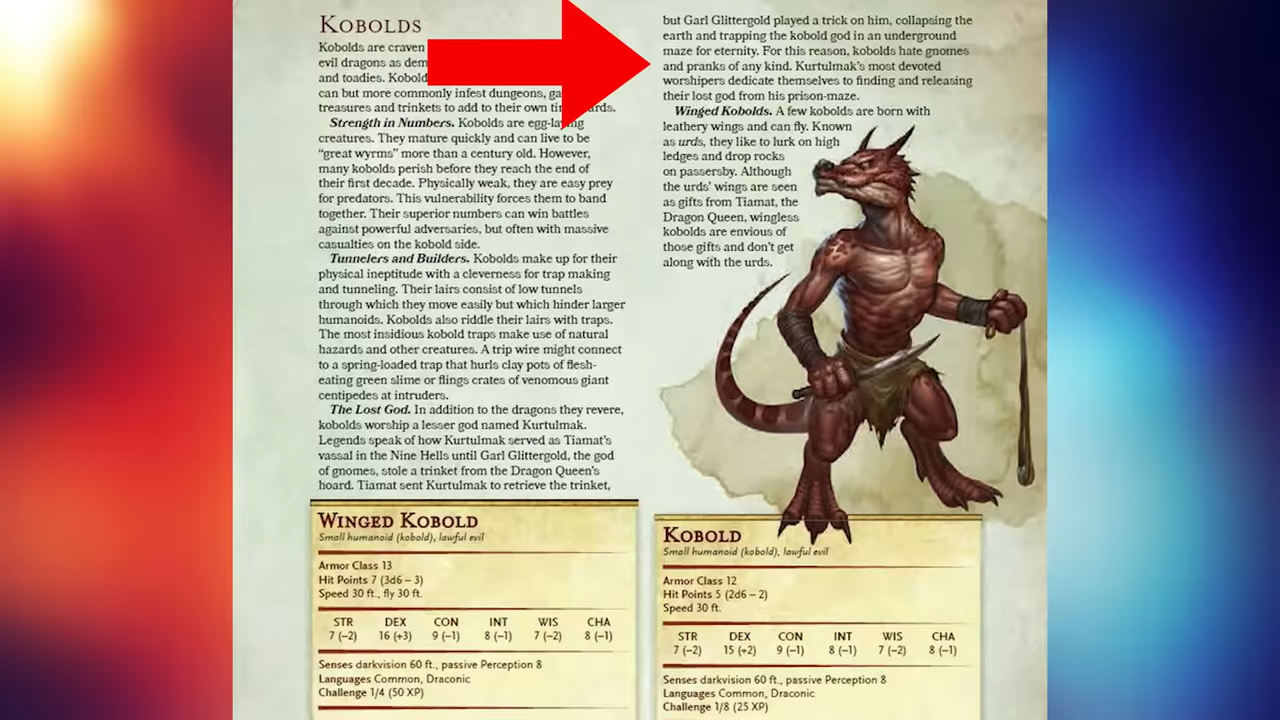 KOBOLDS
Kobolds are craven
evil dragons as dem
and toadies. Kobold
can but more commonly infest dungeons, ga
treasures and trinkets to add to their own ti rds.
Strength in Numbers. Kobolds are egg-laying
creatures. They mature quickly and can live to be
“great wyrms” more than a century old. However,
many kobolds perish before they reach the end of
their first decade. Physically weak, they are easy prey
for predators. This vulnerability forces them to band
together. Their superior numbers can win battles
against powerful adversaries, but often with massive
casualties on the kobold side.
Tunnelers and Builders. Kobolds make up for their
physical ineptitude with a cleverness for trap making
and tunneling. Their lairs consist of low tunnels
through which they move easily but which hinder larger
humanoids. Kobolds also riddle their lairs with traps.
The most insidious kobold traps make use of natural
hazards and other creatures. A trip wire might connect
to a spring-loaded trap that hurls clay pots of flesh-
eating green slime or flings crates of venomous giant
centipedes at intruders.
The Lost God. In addition to the dragons they revere,
kobolds worship a lesser god named Kurtulmak.
Legends speak of how Kurtulmak served as Tiamat's
vassal in the Nine Hells until Garl Glittergold, the god
of gnomes, stole a trinket from the Dragon Queen's
hoard. Tiamat sent Kurtulmak to retrieve the trinket,
but Garl Glittergold played a trick on him, collapsing the
earth and trapping the kobold god in an underground
maze for eternity. For this reason, kobolds hate gnomes
and pranks of any kind. Kurtulmak's most devoted
worshipers dedicate themselves to finding and releasing
their lost god from his prison-maze.
Winged Kobolds. A few kobolds are born with
leathery wings and can fly. Known
as urds, they like to lurk on high
ledges and drop rocks
on passersby. Although
the urds' wings are seen
as gifts from Tiamat, the
Dragon Queen, wingless
kobolds are envious of
those gifts and don't get
along with the urds.
WINGED KOBOLD
Small humanoid (kobold), lawful evil
Armor Class 13
Hit Points 7 (3d6 – 3)
Speed 30 ft., fly 30 ft.
STR DEX CON INT WIS CHA
7 (–2) 16 (+3) 9 (–1) 8 (–1) 7 (–2) 8 (–1)
Senses darkvision 60 ft., passive Perception 8
Languages Common, Draconic
Challenge 1/4 (50 XP)
KOBOLD
Small humanoid (kobold), lawful evil
Armor Class 12
Hit Points 5 (2d6 – 2)
Speed 30 ft.
STR DEX CON INT WIS CHA
7 (–2) 15 (+2) 9 (–1) 8 (–1) 7 (–2) 8 (–1)
Senses darkvision 60 ft., passive Perception 8
Languages Common, Draconic
Challenge 1/8 (25 XP)